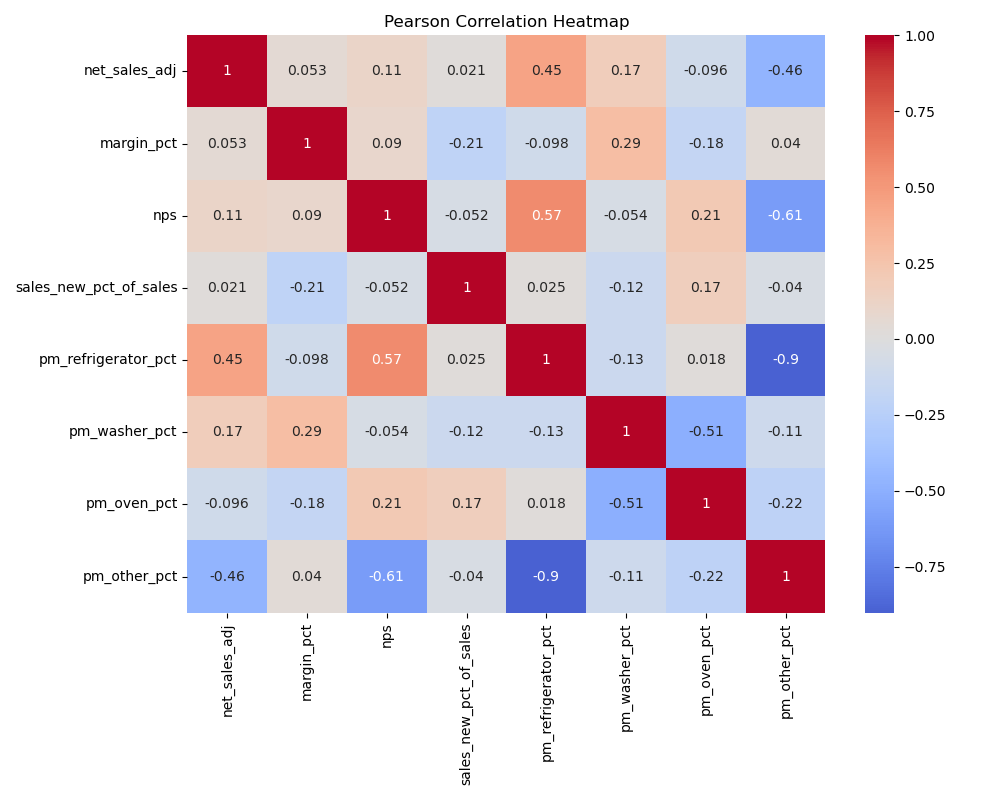 Pearson Correlation Heatmap
net_sales_adj 1 0.053 0.11 0.021 0.45 0.17 -0.096 -0.46
margin_pct 0.053 1 0.09 -0.21 -0.098 0.29 -0.18 0.04
nps 0.11 0.09 1 -0.052 0.57 -0.054 0.21 -0.61
sales_new_pct_of_sales 0.021 -0.21 -0.052 1 0.025 -0.12 0.17 -0.04
pm_refrigerator_pct 0.45 -0.098 0.57 0.025 1 -0.13 0.018 -0.9
pm_washer_pct 0.17 0.29 -0.054 -0.12 -0.13 1 -0.51 -0.11
pm_oven_pct -0.096 -0.18 0.21 0.17 0.018 -0.51 1 -0.22
pm_other_pct -0.46 0.04 -0.61 -0.04 -0.9 -0.11 -0.22 1
net_sales_adj
margin_pct
nps
sales_new_pct_of_sales
pm_refrigerator_pct
pm_washer_pct
pm_oven_pct
pm_other_pct
1.00
0.75
0.50
0.25
0.00
−0.25
−0.50
−0.75